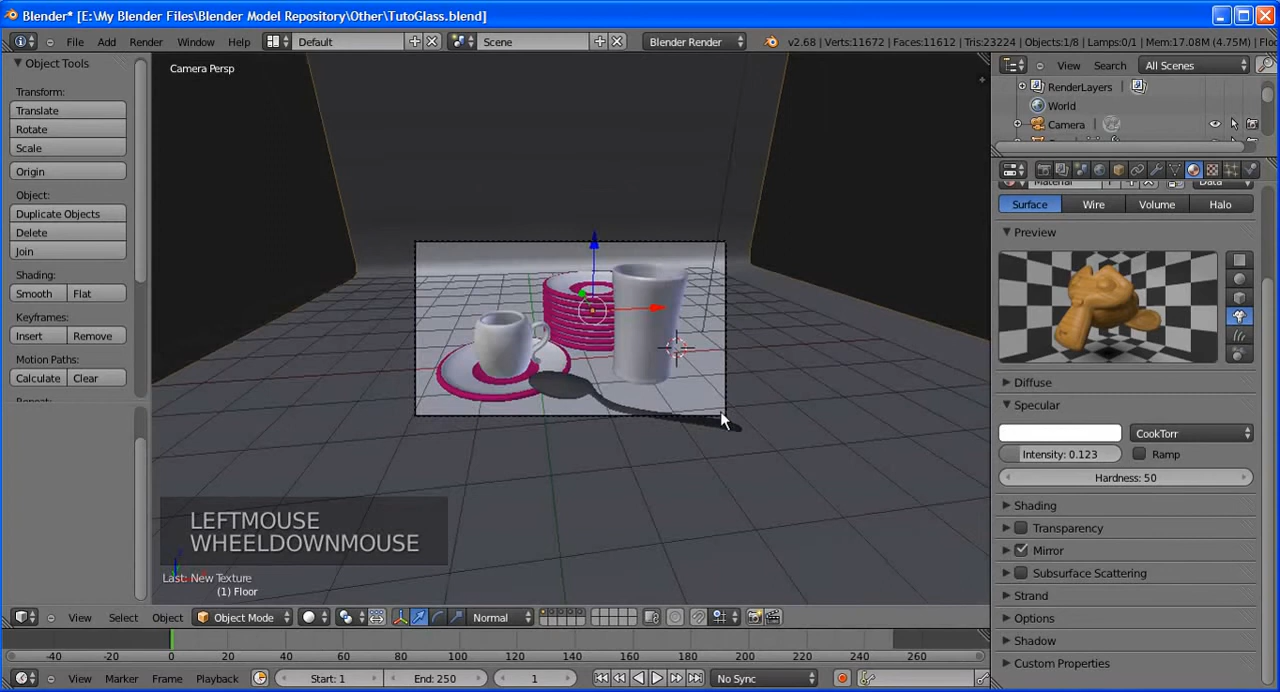 Blender* [E:\My Blender Files\Blender Model Repository\Other\TutoGlass.blend]
File Add Render Window Help Default Scene Blender Render v2.68 | Verts:11672 | Faces:11612 | Tris:23224 | Objects:1/8 | Lamps:0/1 | Mem:17.08M (4.75M) | Floo
Object Tools
Transform:
Translate
Rotate
Scale
Origin
Object:
Duplicate Objects
Delete
Join
Shading:
Smooth Flat
Keyframes:
Insert Remove
Motion Paths:
Calculate Clear
Repeat:
Camera Persp
LEFTMOUSE
WHEELDOWNMOUSE
Last: New Texture
(1) Floor
View Search All Scenes
RenderLayers
World
Camera
Material Data
Surface Wire Volume Halo
Preview
Diffuse
Specular
CookTorr
Intensity: 0.123 Ramp
Hardness: 50
Shading
Transparency
Mirror
Subsurface Scattering
Strand
Options
Shadow
Custom Properties
View Select Object Object Mode Normal
-40 -20 0 20 40 60 80 100 120 140 160 180 200 220 240 260
View Marker Frame Playback Start: 1 End: 250 1 No Sync